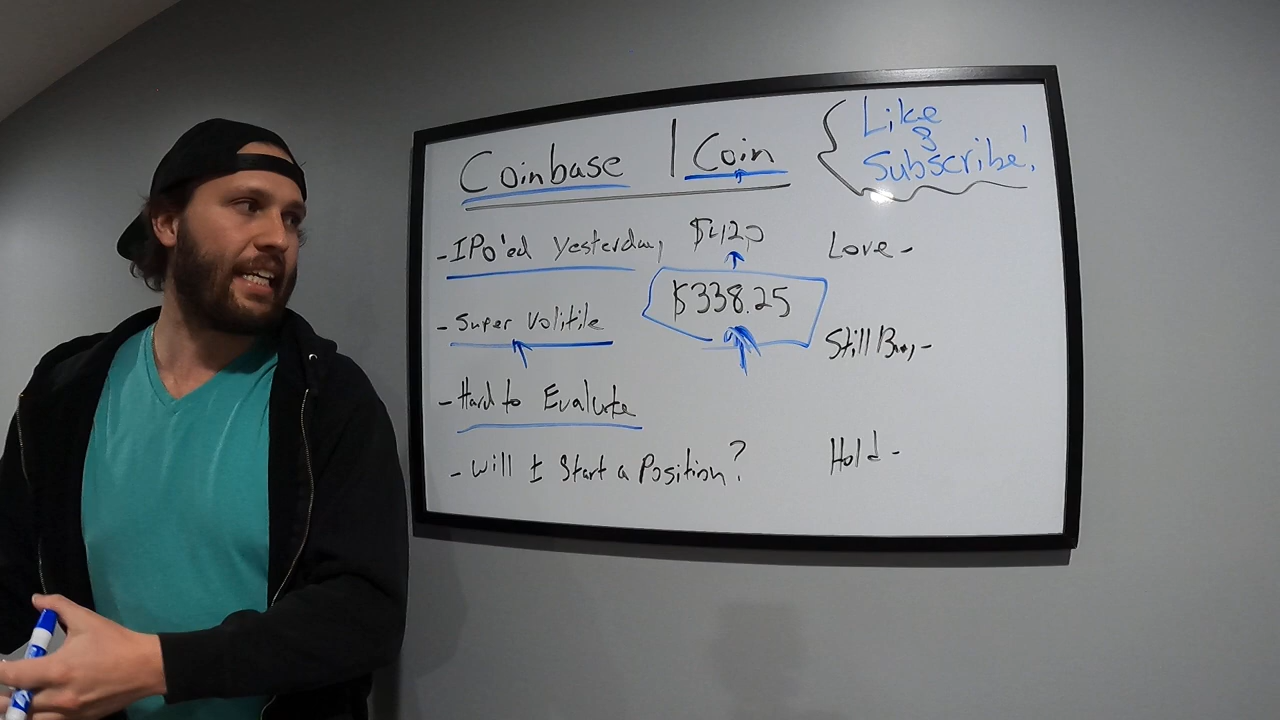 Coinbase | Coin
Like
&
Subscribe!
- IPO'ed Yesterday
$420
Love -
$338.25
- Super Volitile
Still Buy -
- Hard to Evaluate
Hold -
- Will I Start a Position?